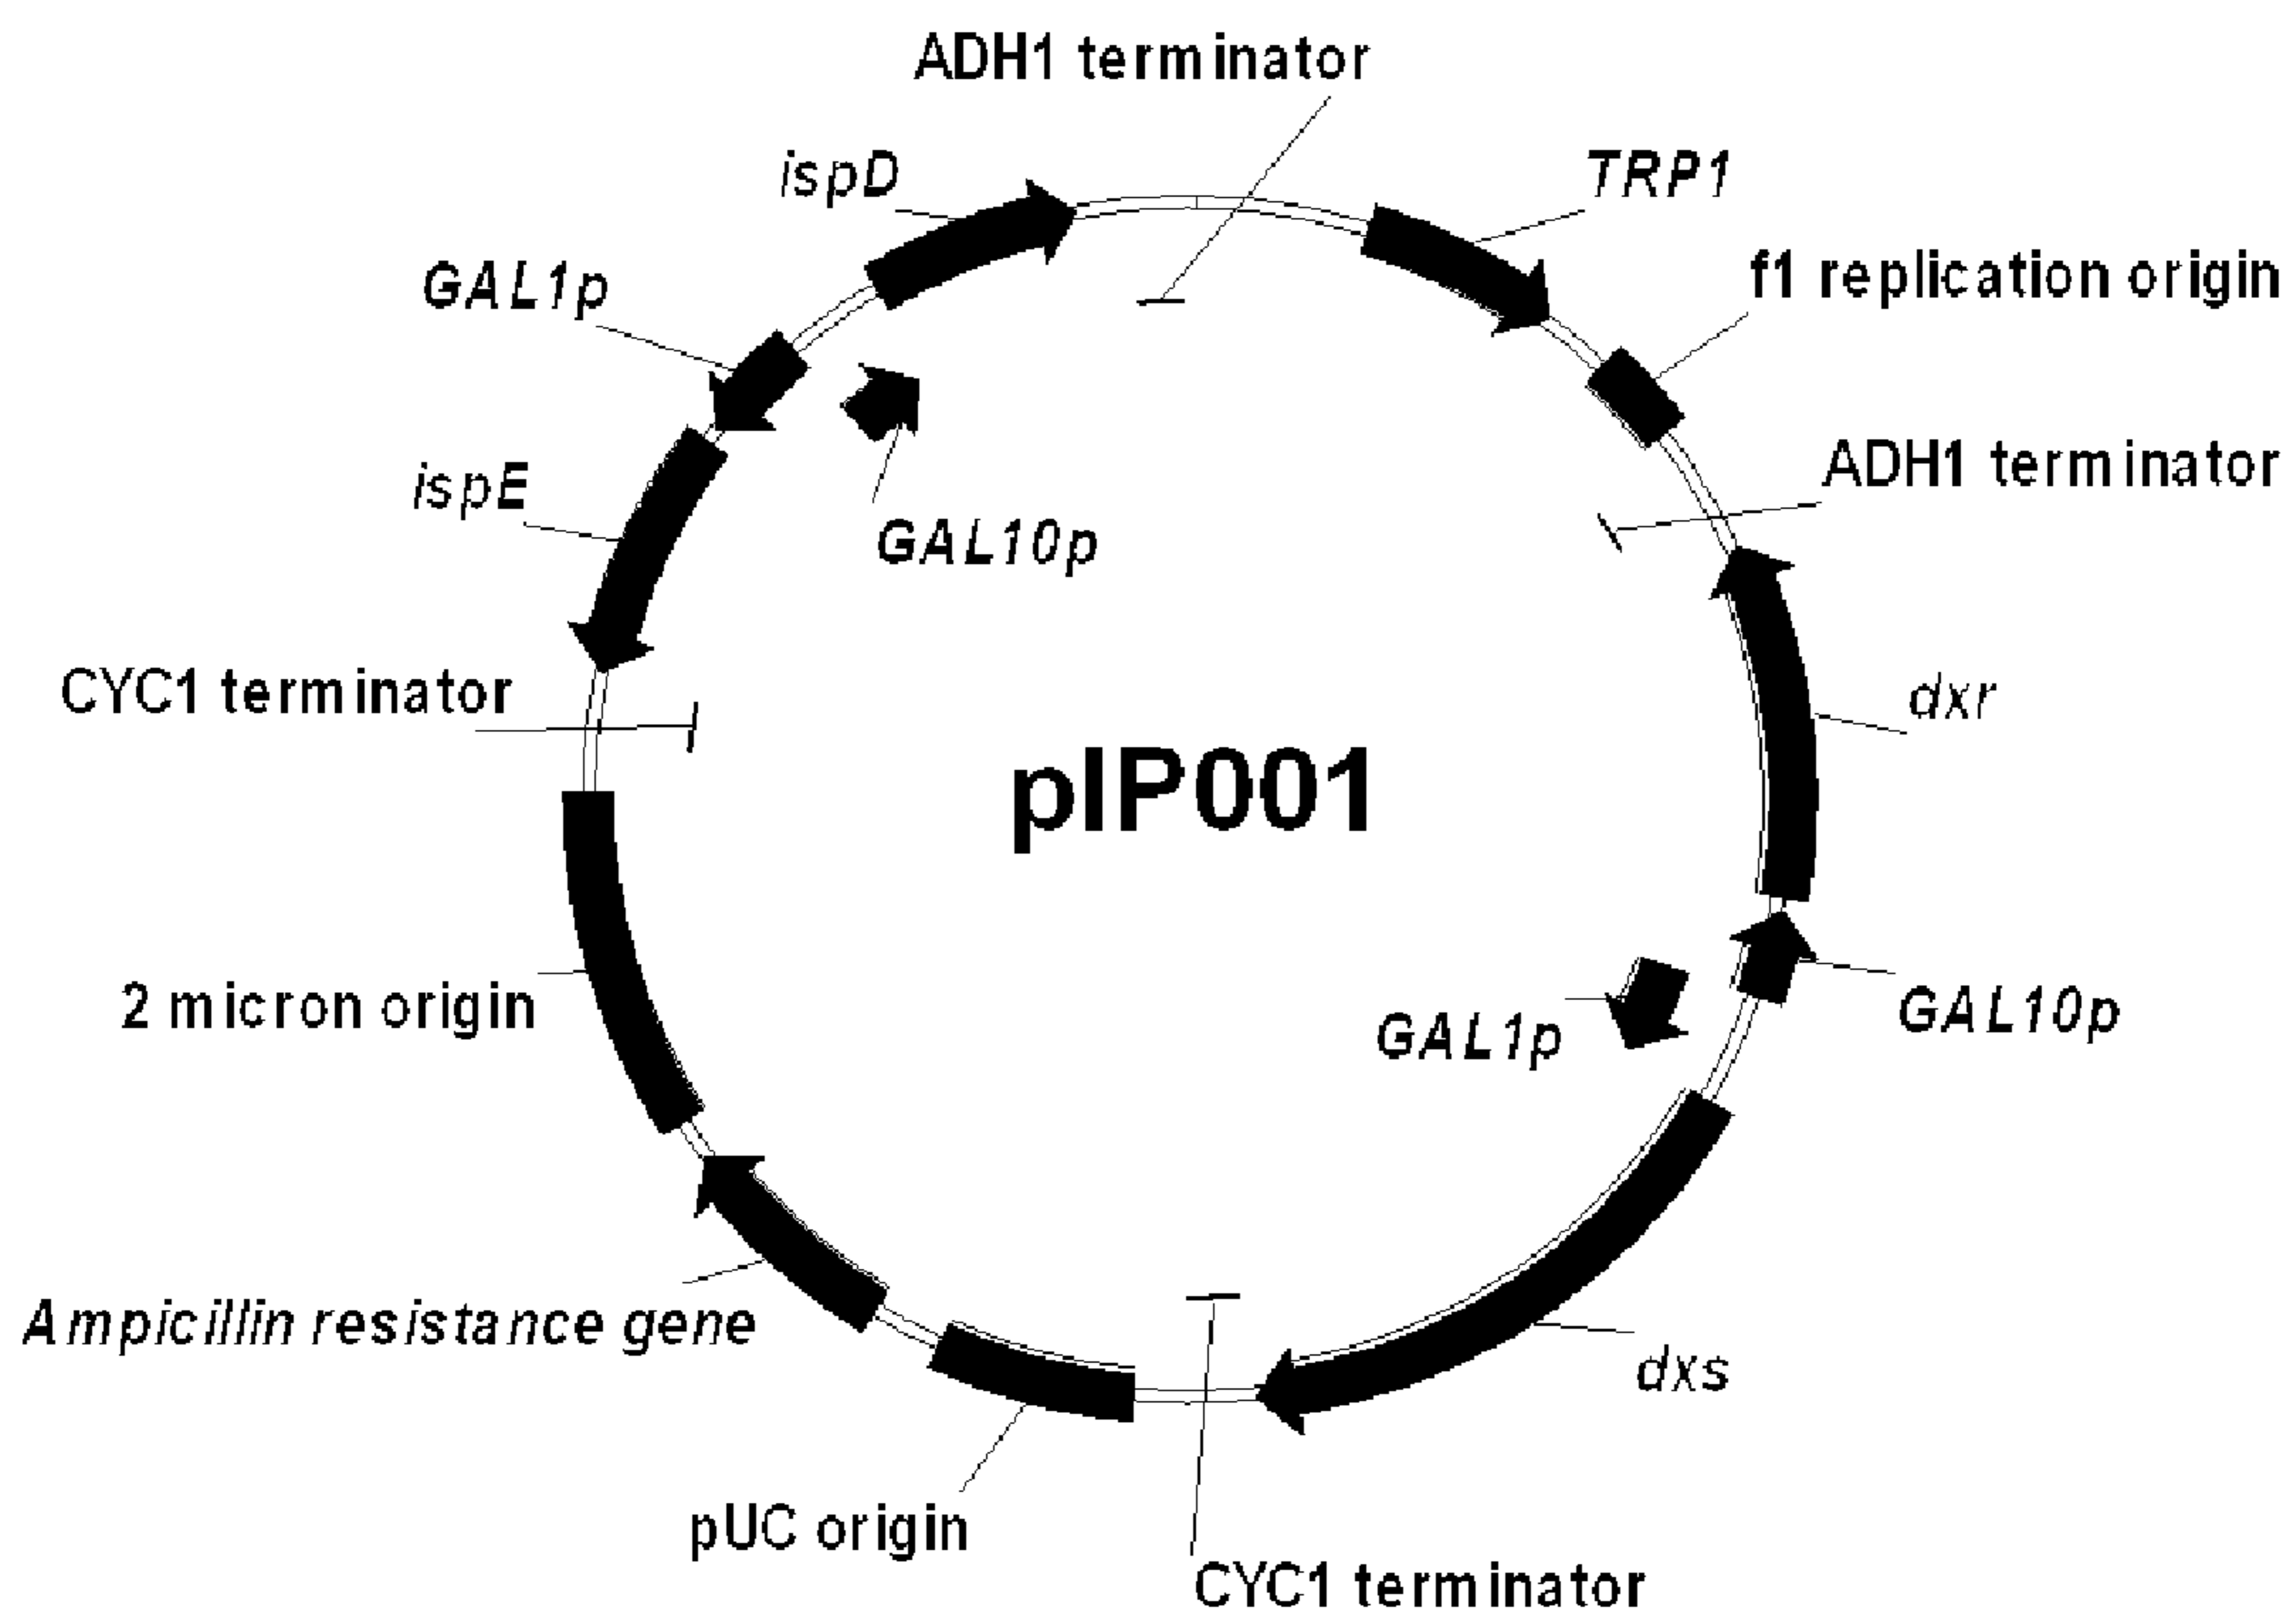 ADH1 terminator
ispD
TRP1
GAL1p
f1 replication origin
ADH1 terminator
ispE
GAL10p
CYC1 terminator
dxr
pIP001
2 micron origin
GAL1p
GAL10p
Ampicillin resistance gene
dxs
pUC origin
CYC1 terminator